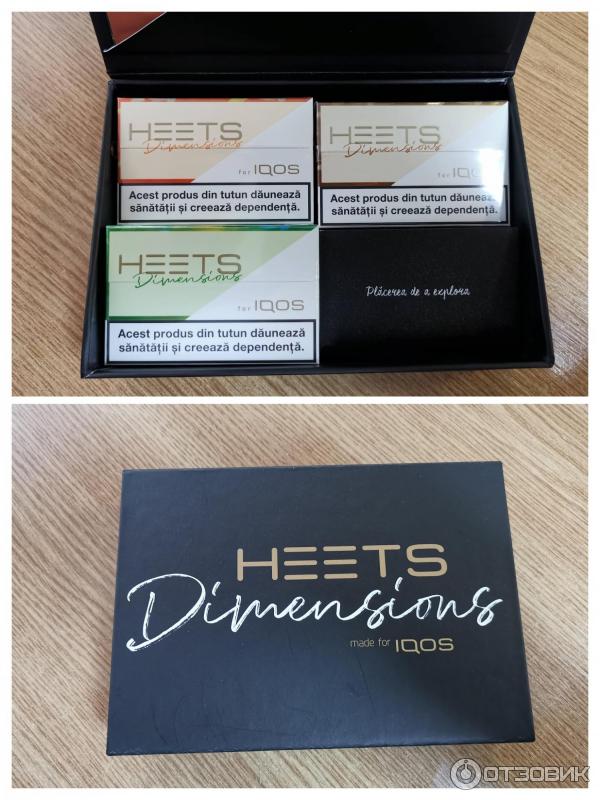 HEETS
Dimensions
for IQOS
Acest produs din tutun dăunează
sănătății și creează dependență.
HEETS
Dimensions
for IQOS
Acest produs din tutun dăunează
sănătății și creează dependență.
HEETS
Dimensions
for IQOS
Acest produs din tutun dăunează
sănătății și creează dependență.
Plăcerea de a explora
HEETS
Dimensions
made for IQOS
ОТЗОВИК